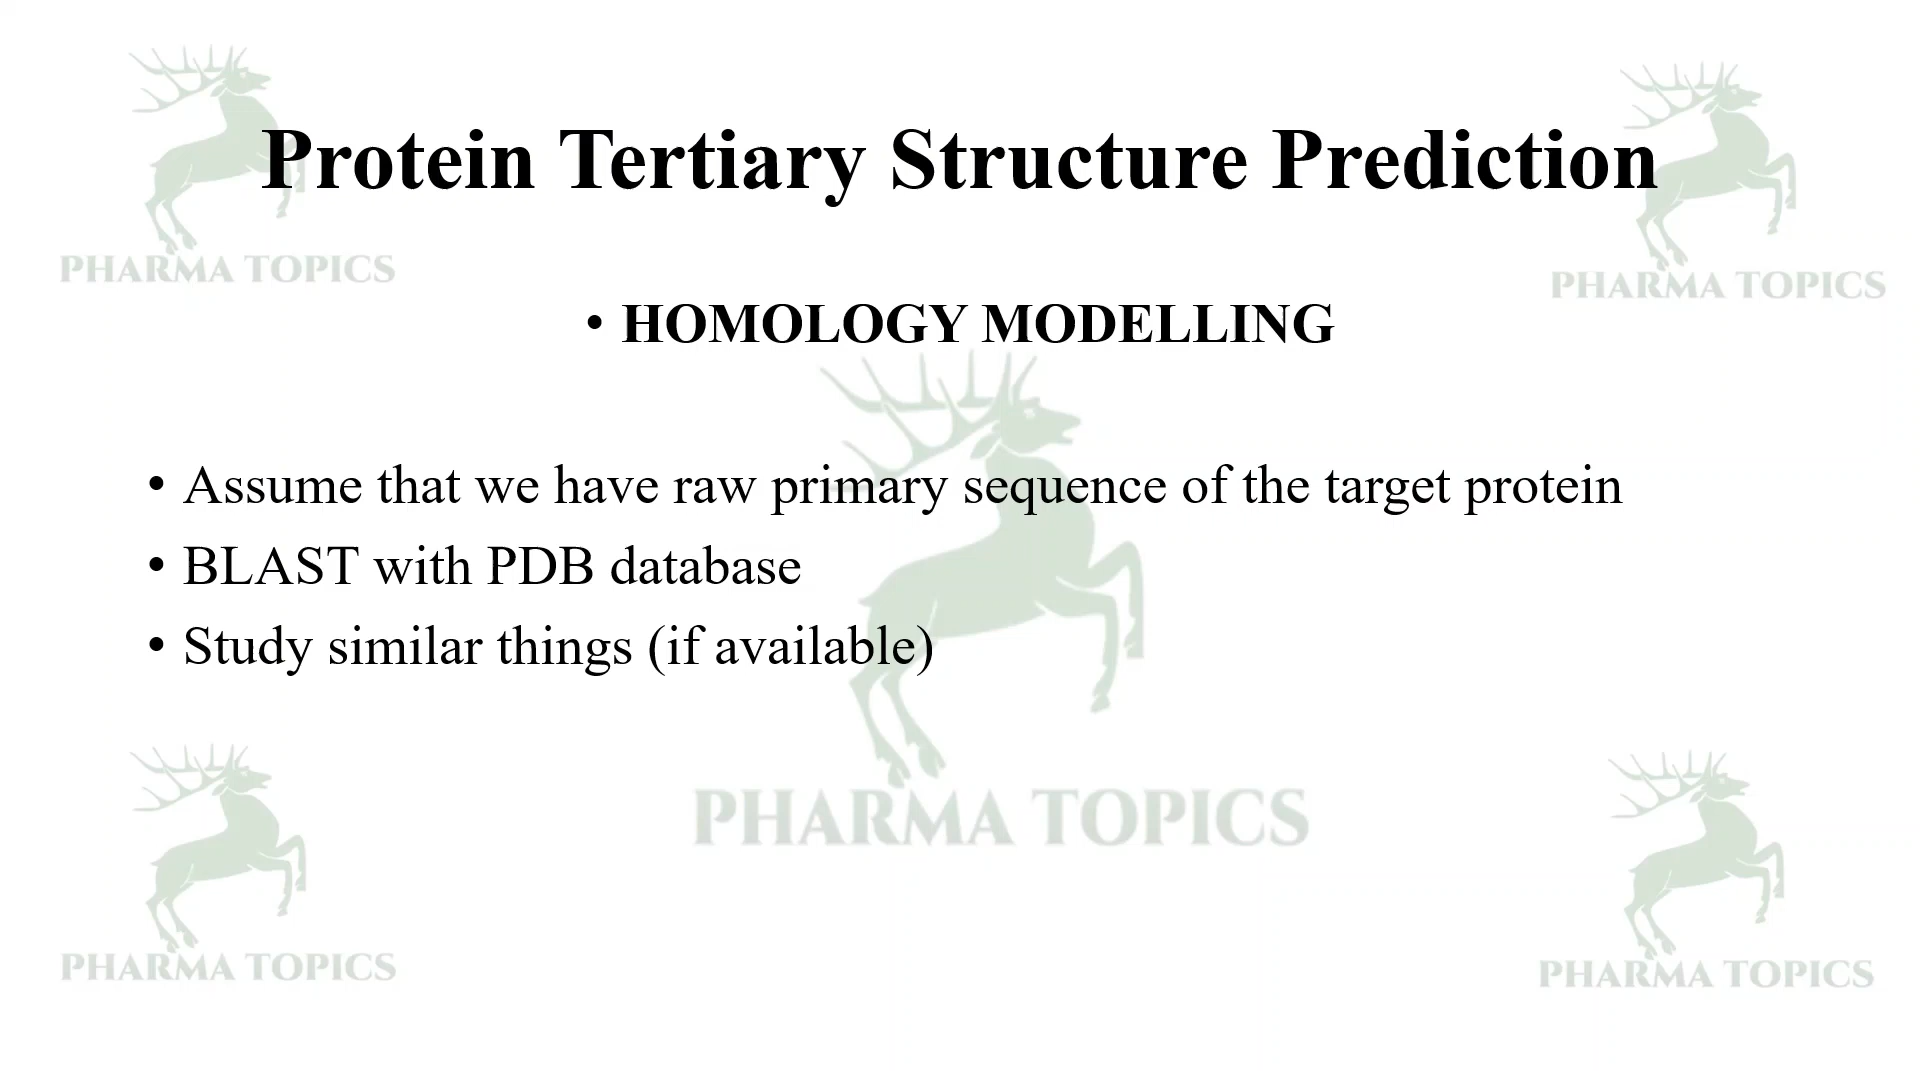 Protein Tertiary Structure Prediction
PHARMA TOPICS
PHARMA TOPICS
• HOMOLOGY MODELLING
• Assume that we have raw primary sequence of the target protein
• BLAST with PDB database
• Study similar things (if available)
PHARMA TOPICS
PHARMA TOPICS
PHARMA TOPICS